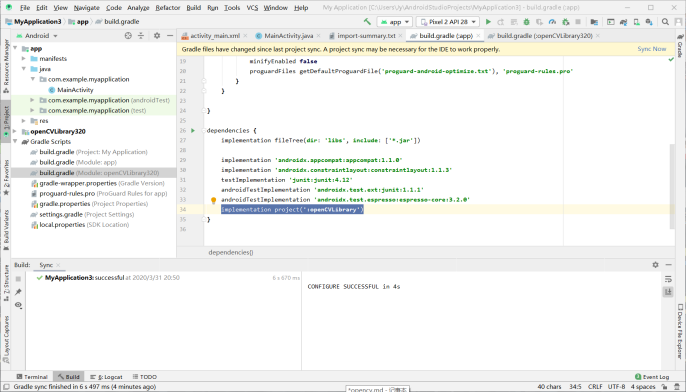 File Edit View Navigate Code Analyze Refactor Build Run Tools VCS Window Help
MyApplication3 app build.gradle
app
Pixel 2 API 28
Android
activity_main.xml
MainActivity.java
import-summary.txt
build.gradle (:app)
build.gradle (:openCVLibrary320)
Gradle files have changed since last project sync. A project sync may be necessary for the IDE to work properly.
Sync Now
app
manifests
java
com.example.myapplication
MainActivity
com.example.myapplication (androidTest)
com.example.myapplication (test)
res
openCVLibrary320
Gradle Scripts
build.gradle (Project: My Application)
build.gradle (Module: app)
build.gradle (Module: openCVLibrary320)
gradle-wrapper.properties (Gradle Version)
proguard-rules.pro (ProGuard Rules for app)
gradle.properties (Project Properties)
settings.gradle (Project Settings)
local.properties (SDK Location)
19 minifyEnabled false
20 proguardFiles getDefaultProguardFile('proguard-android-optimize.txt'), 'proguard-rules.pro'
21 }
22 }
23
24 }
25
26 dependencies {
27 implementation fileTree(dir: 'libs', include: ['*.jar'])
28
29 implementation 'androidx.appcompat:appcompat:1.1.0'
30 implementation 'androidx.constraintlayout:constraintlayout:1.1.3'
31 testImplementation 'junit:junit:4.12'
32 androidTestImplementation 'androidx.test.ext:junit:1.1.1'
33 androidTestImplementation 'androidx.test.espresso:espresso-core:3.2.0'
34 implementation project(':openCVLibrary')
35 }
36
dependencies{}
Resource Manager
1: Project
2: Favorites
Build Variants
7: Structure
Layout Captures
Gradle
Device File Explorer
Build: Sync
MyApplication3: successful at 2020/3/31 20:50
6 s 679 ms
CONFIGURE SUCCESSFUL in 4s
Terminal Build 6: Logcat TODO
Event Log
Gradle sync finished in 6 s 497 ms (4 minutes ago)
40 chars 34:5 CRLF UTF-8 4 spaces